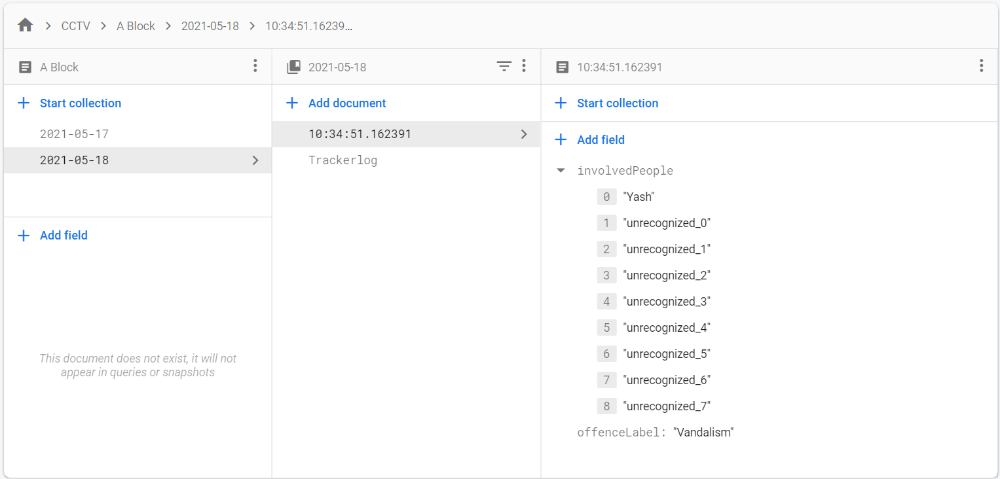 CCTV A Block 2021-05-18 10:34:51.16239...
A Block
Start collection
2021-05-17
2021-05-18
Add field
This document does not exist, it will not
appear in queries or snapshots
2021-05-18
Add document
10:34:51.162391
Trackerlog
10:34:51.162391
Start collection
Add field
involvedPeople
0 "Yash"
1 "unrecognized_0"
2 "unrecognized_1"
3 "unrecognized_2"
4 "unrecognized_3"
5 "unrecognized_4"
6 "unrecognized_5"
7 "unrecognized_6"
8 "unrecognized_7"
offenceLabel: "Vandalism"